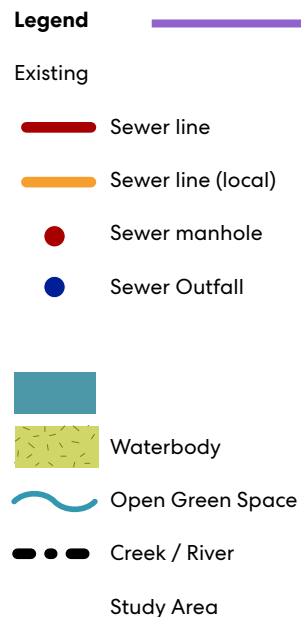 Legend
Existing
Sewer line
Sewer line (local)
Sewer manhole
Sewer Outfall
Waterbody
Open Green Space
Creek / River
Study Area